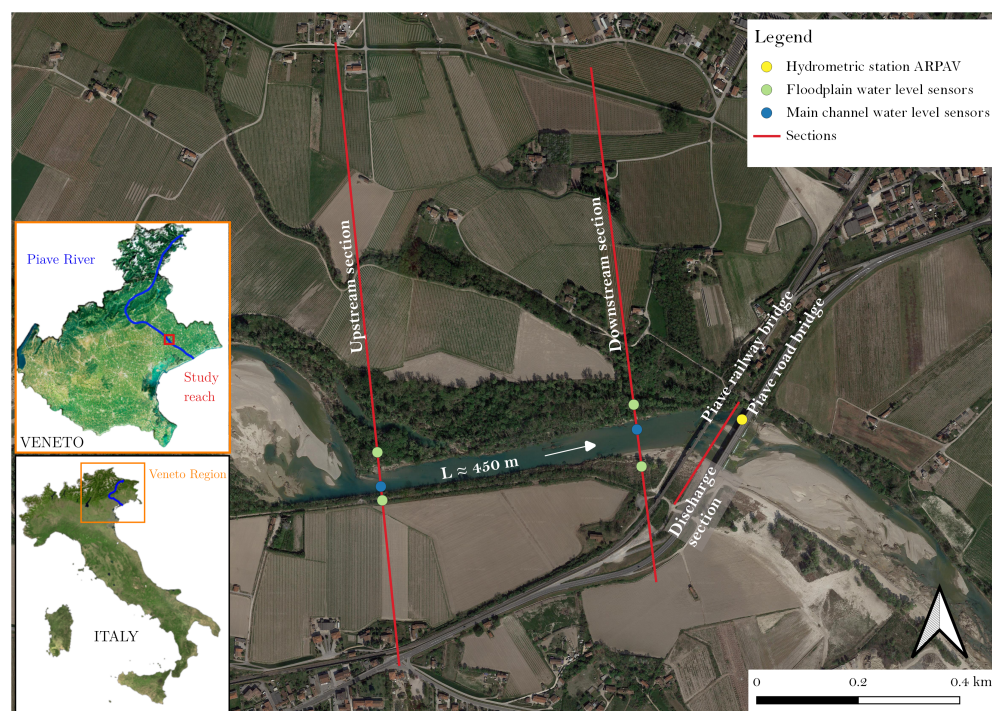 Legend
Hydrometric station ARPAV
Floodplain water level sensors
Main channel water level sensors
Sections
Upstream section
Downstream section
Piave railway bridge
Piave road bridge
Discharge
section
L ≈ 450 m
Piave River
Study
reach
VENETO
Veneto Region
ITALY
0 0.2 0.4 km